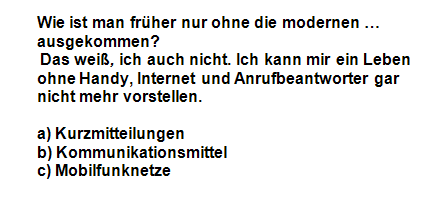 Wie ist man früher nur ohne die modernen …
ausgekommen?
Das weiß, ich auch nicht. Ich kann mir ein Leben
ohne Handy, Internet und Anrufbeantworter gar
nicht mehr vorstellen.
a) Kurzmitteilungen
b) Kommunikationsmittel
c) Mobilfunknetze